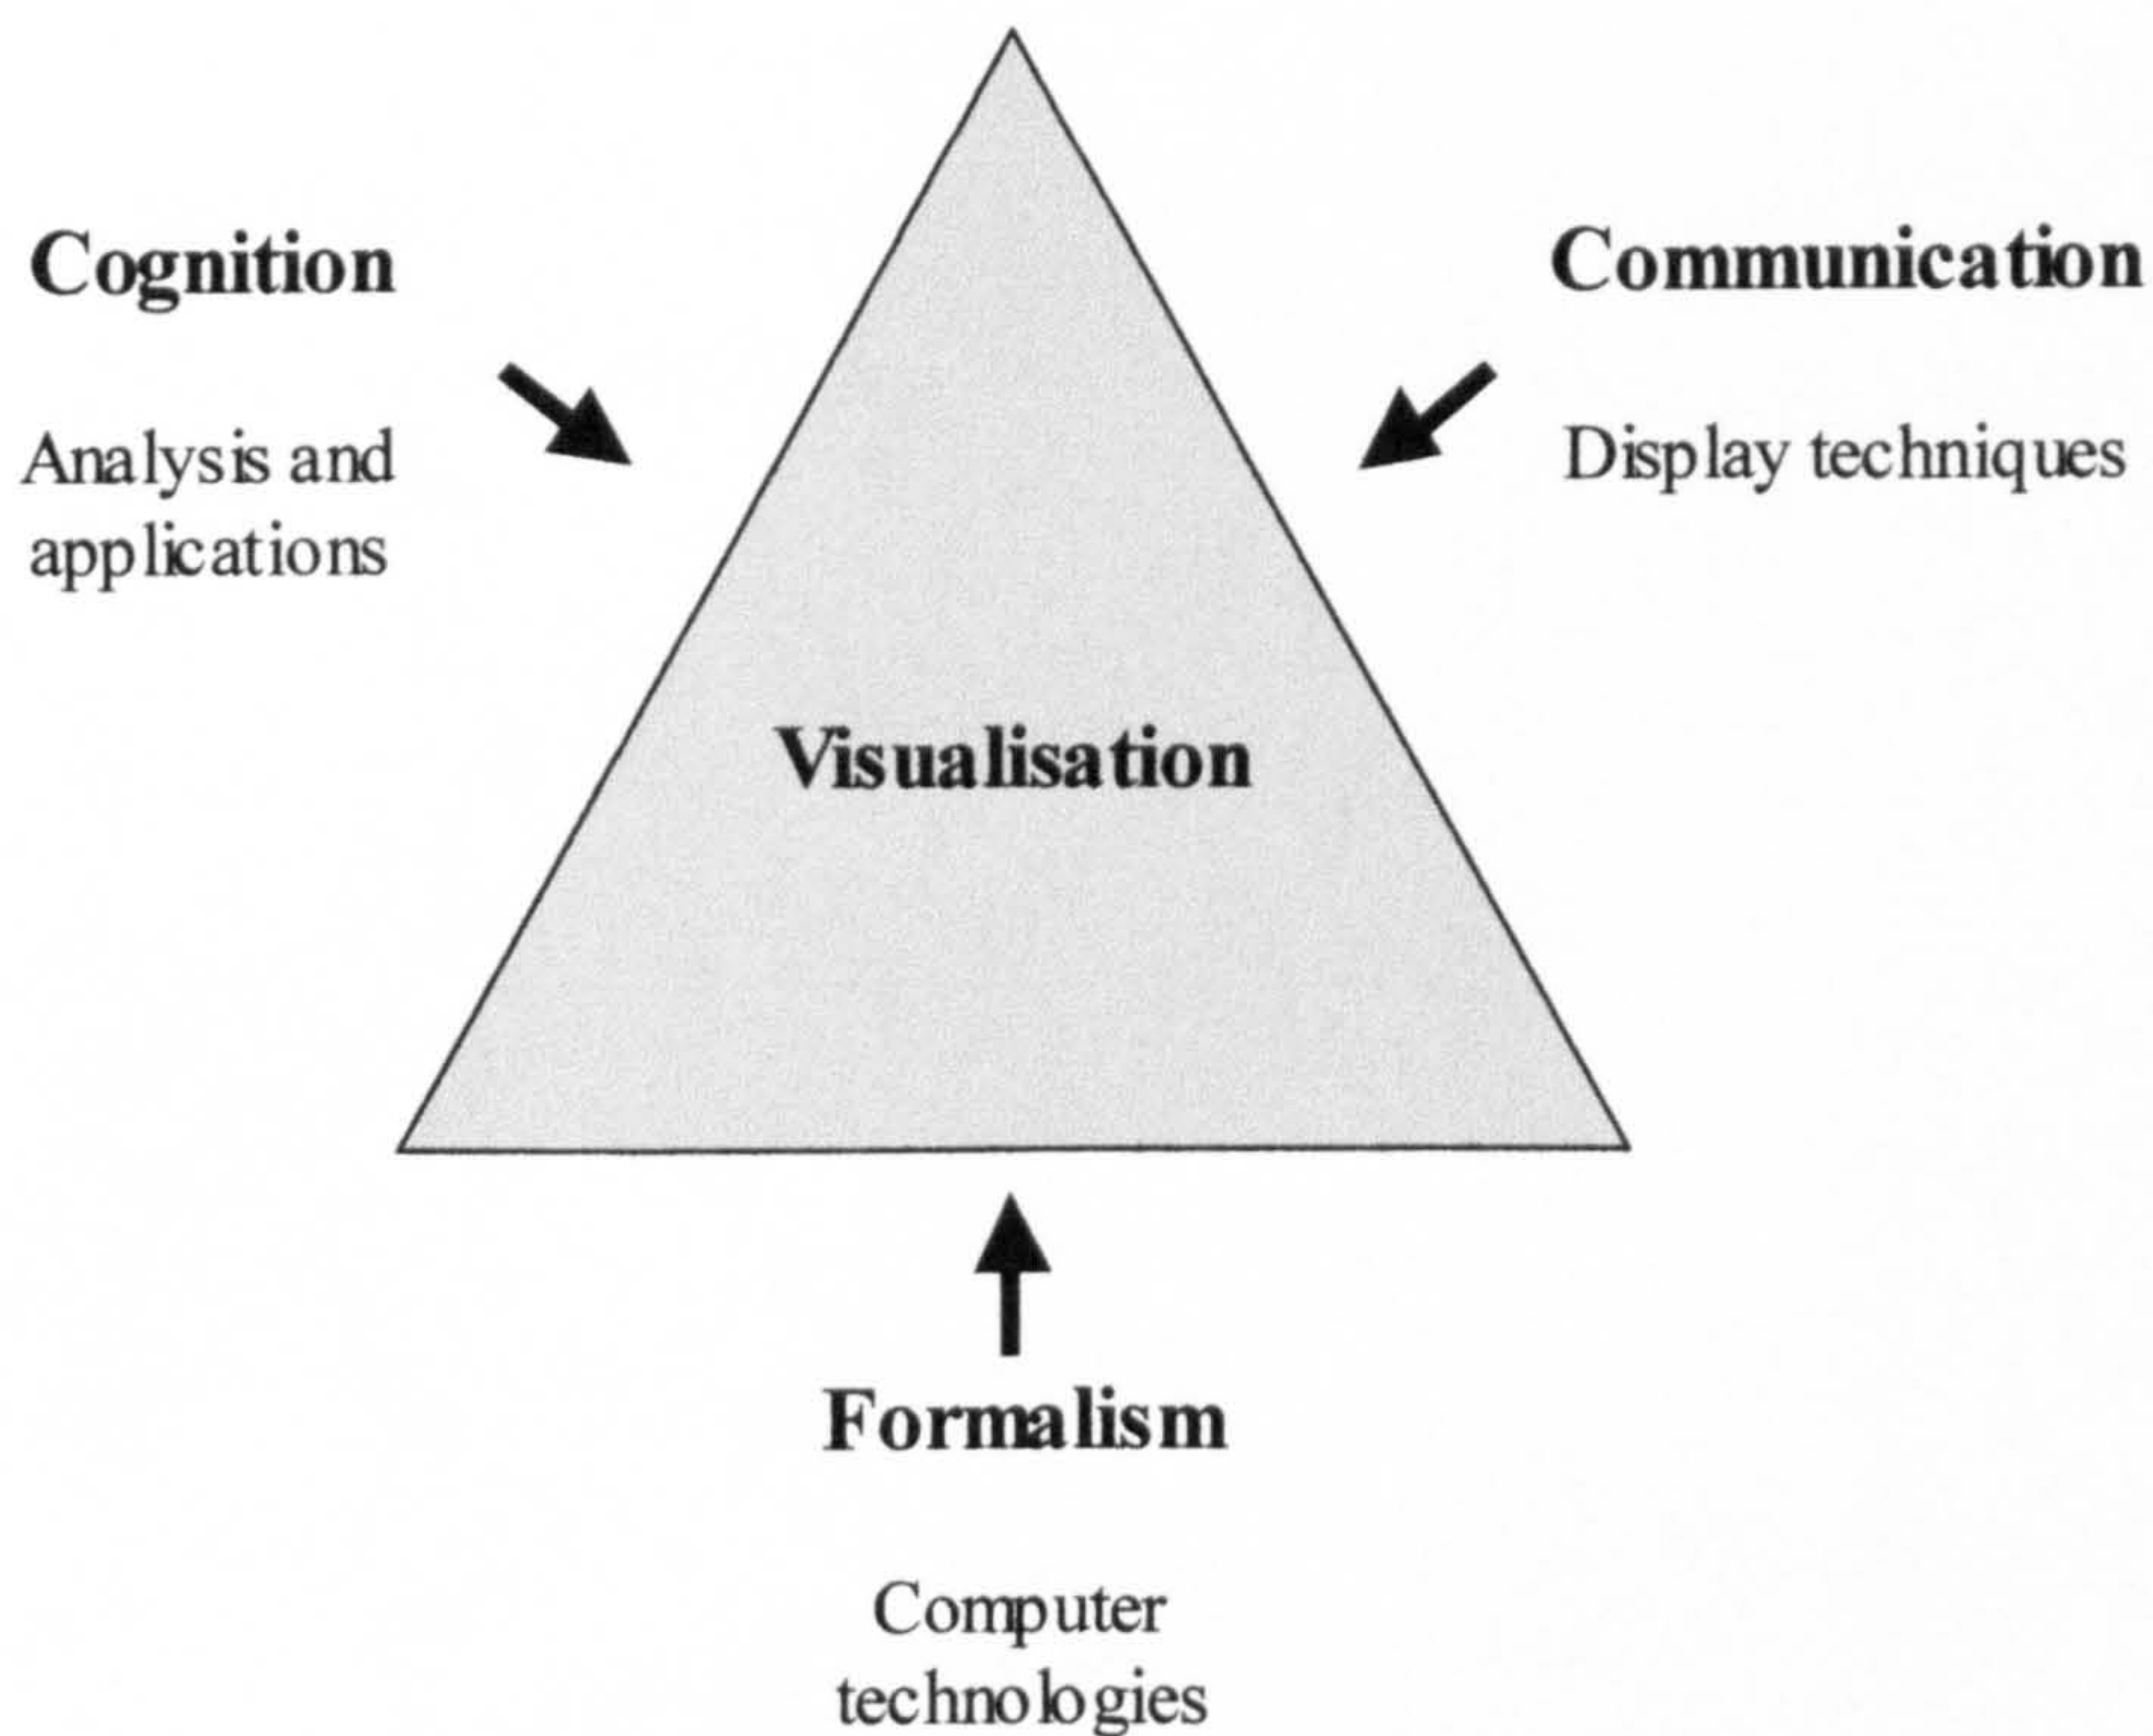 Cognition
Analysis and
applications
Communication
Display techniques
Visualisation
Formalism
Computer
technologies